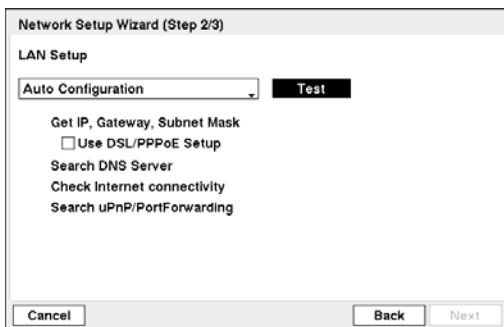 Network Setup Wizard (Step 2/3)
LAN Setup
Auto Configuration Test
Get IP, Gateway, Subnet Mask
Use DSL/PPPoE Setup
Search DNS Server
Check Internet connectivity
Search uPnP/PortForwarding
Cancel Back Next